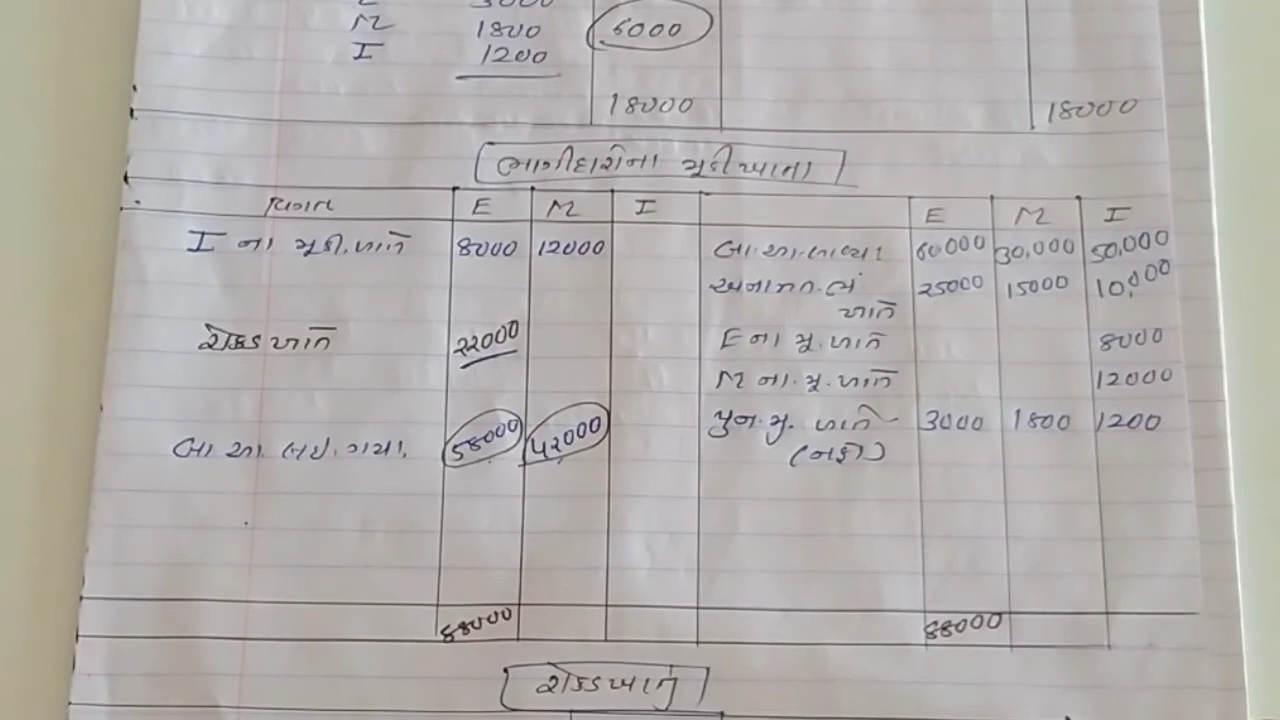 M 1800 6000
I 1200
18000 18000
ભાગીદારોના મૂડીખાતા
વિગત E M I E M I
I ના મૂડી. ખાતે 8000 12000 બા. આ. લાવ્યા 60000 30,000 50,000
અનામત. ભં 25000 15000 10,000
ખાતે
રોકડ ખાતે 22000 E ના મૂ. ખાતે 8000
M ના. મૂ. ખાતે 12000
બા આ. લઈ. ગયા. 58000 42000 પુન. મૂ. ખાતે 3000 1800 1200
(નફો)
88000 88000
રોકડ ખાતું